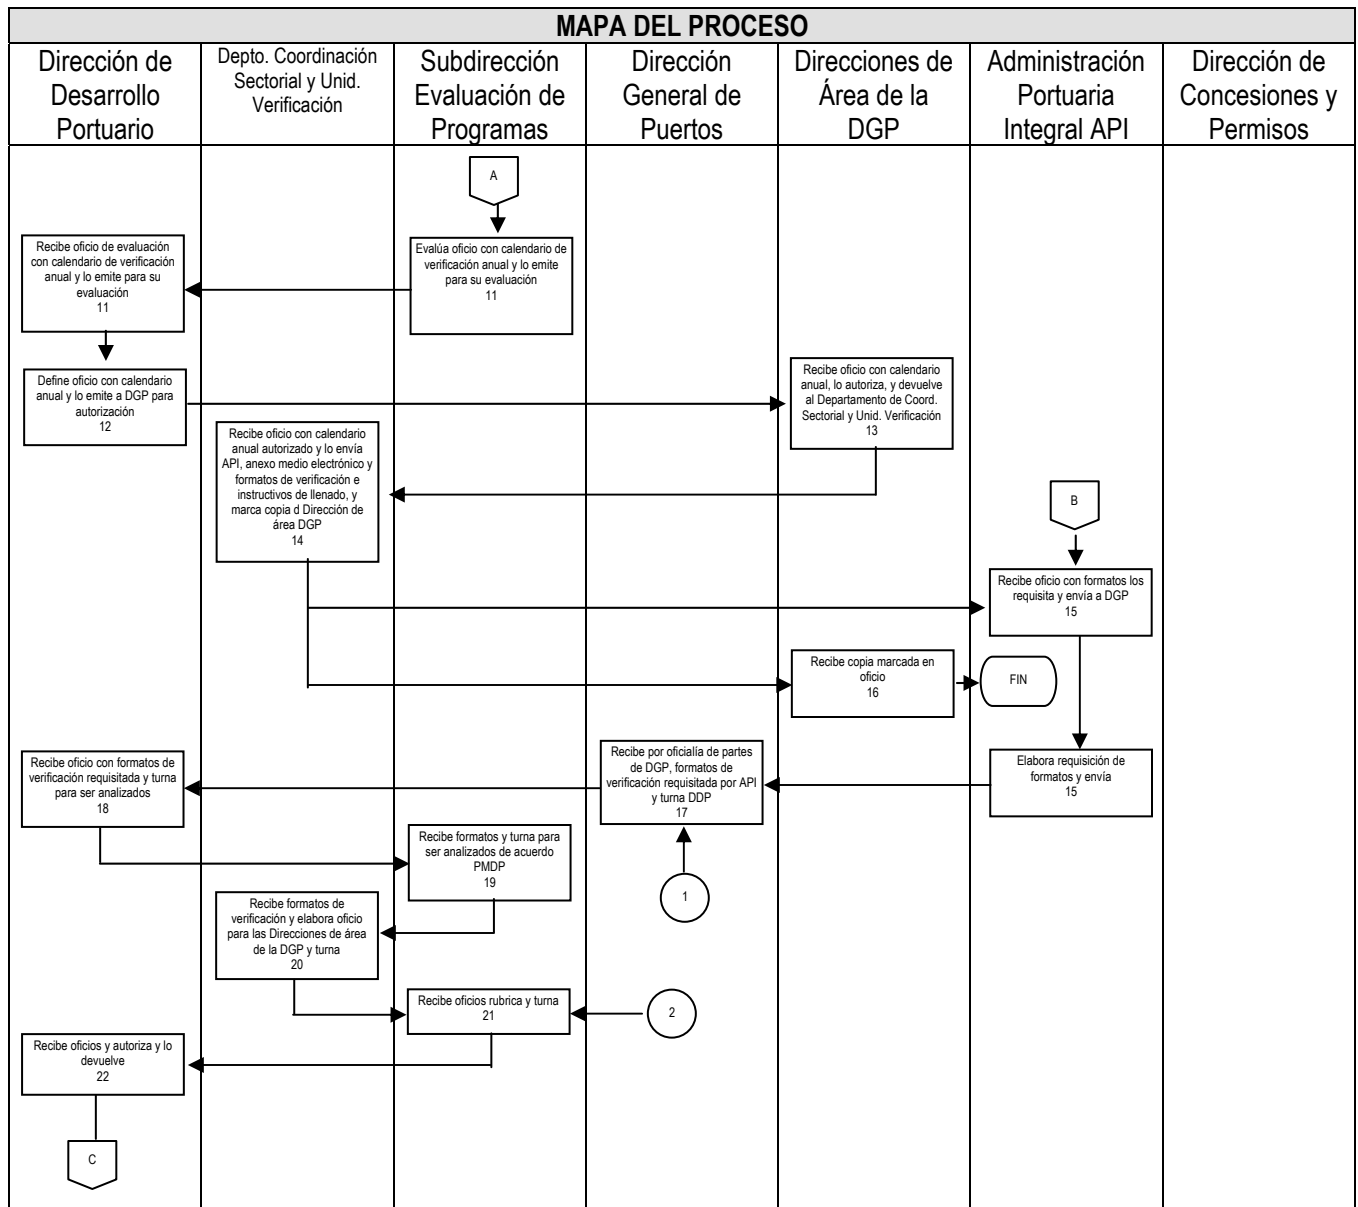 MAPA DEL PROCESO
Dirección de
Desarrollo
Portuario
Depto. Coordinación
Sectorial y Unid.
Verificación
Subdirección
Evaluación de
Programas
Dirección
General de
Puertos
Direcciones de
Área de la
DGP
Administración
Portuaria
Integral API
Dirección de
Concesiones y
Permisos
A
Recibe oficio de evaluación
con calendario de verificación
anual y lo emite para su
evaluación
11
Evalúa oficio con calendario de
verificación anual y lo emite
para su evaluación
11
Define oficio con calendario
anual y lo emite a DGP para
autorización
12
Recibe oficio con calendario
anual, lo autoriza, y devuelve
al Departamento de Coord.
Sectorial y Unid. Verificación
13
Recibe oficio con calendario
anual autorizado y lo envía
API, anexo medio electrónico y
formatos de verificación e
instructivos de llenado, y
marca copia d Dirección de
área DGP
14
B
Recibe oficio con formatos los
requisita y envía a DGP
15
Recibe copia marcada en
oficio
16
FIN
Recibe oficio con formatos de
verificación requisitada y turna
para ser analizados
18
Recibe por oficialía de partes
de DGP, formatos de
verificación requisitada por API
y turna DDP
17
Elabora requisición de
formatos y envía
15
Recibe formatos y turna para
ser analizados de acuerdo
PMDP
19
1
Recibe formatos de
verificación y elabora oficio
para las Direcciones de área
de la DGP y turna
20
Recibe oficios rubrica y turna
21
2
Recibe oficios y autoriza y lo
devuelve
22
C